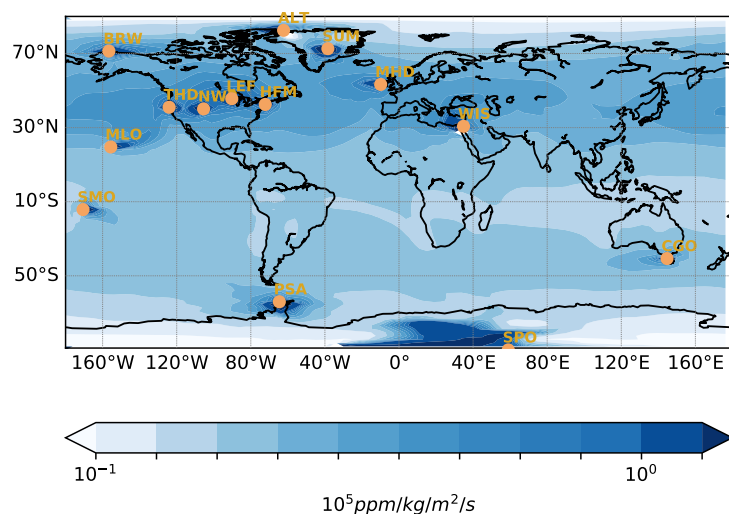 ALT
BRW
SUM
70°N
MHD
LEF
THD
NW
HFM
WIS
30°N
MLO
10°S
SMO
CGO
50°S
PSA
SPO
160°W 120°W 80°W 40°W 0° 40°E 80°E 120°E 160°E
10⁻¹ 10⁰
10⁵ppm/kg/m²/s